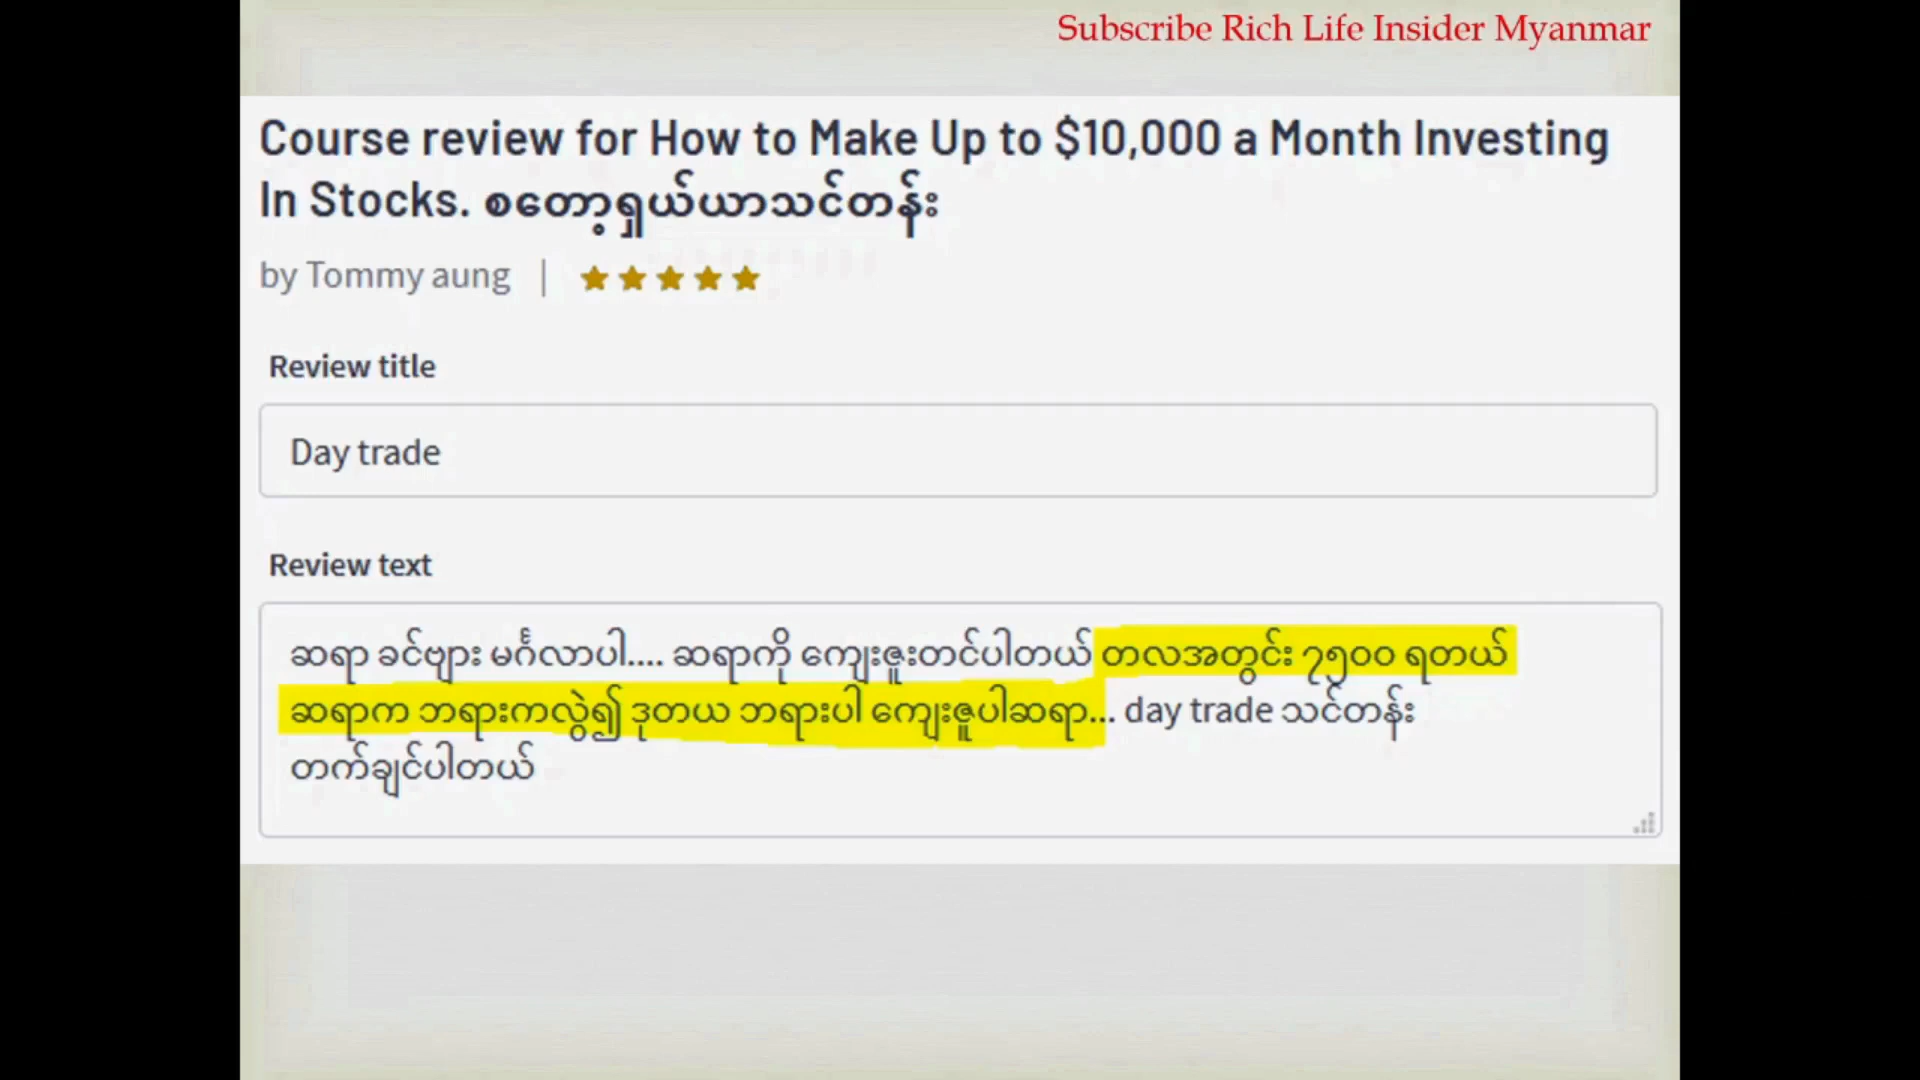 Subscribe Rich Life Insider Myanmar
Course review for How to Make Up to $10,000 a Month Investing
In Stocks. စတော့ရှယ်ယာသင်တန်း
by Tommy aung |
Review title
Day trade
Review text
ဆရာ ခင်ဗျား မင်္ဂလာပါ.... ဆရာကို ကျေးဇူးတင်ပါတယ် တလအတွင်း ၇၅၀၀ ရတယ်
ဆရာက ဘရားကလွဲ၍ ဒုတယ ဘရားပါ ကျေးဇူပါဆရာ... day trade သင်တန်း
တက်ချင်ပါတယ်